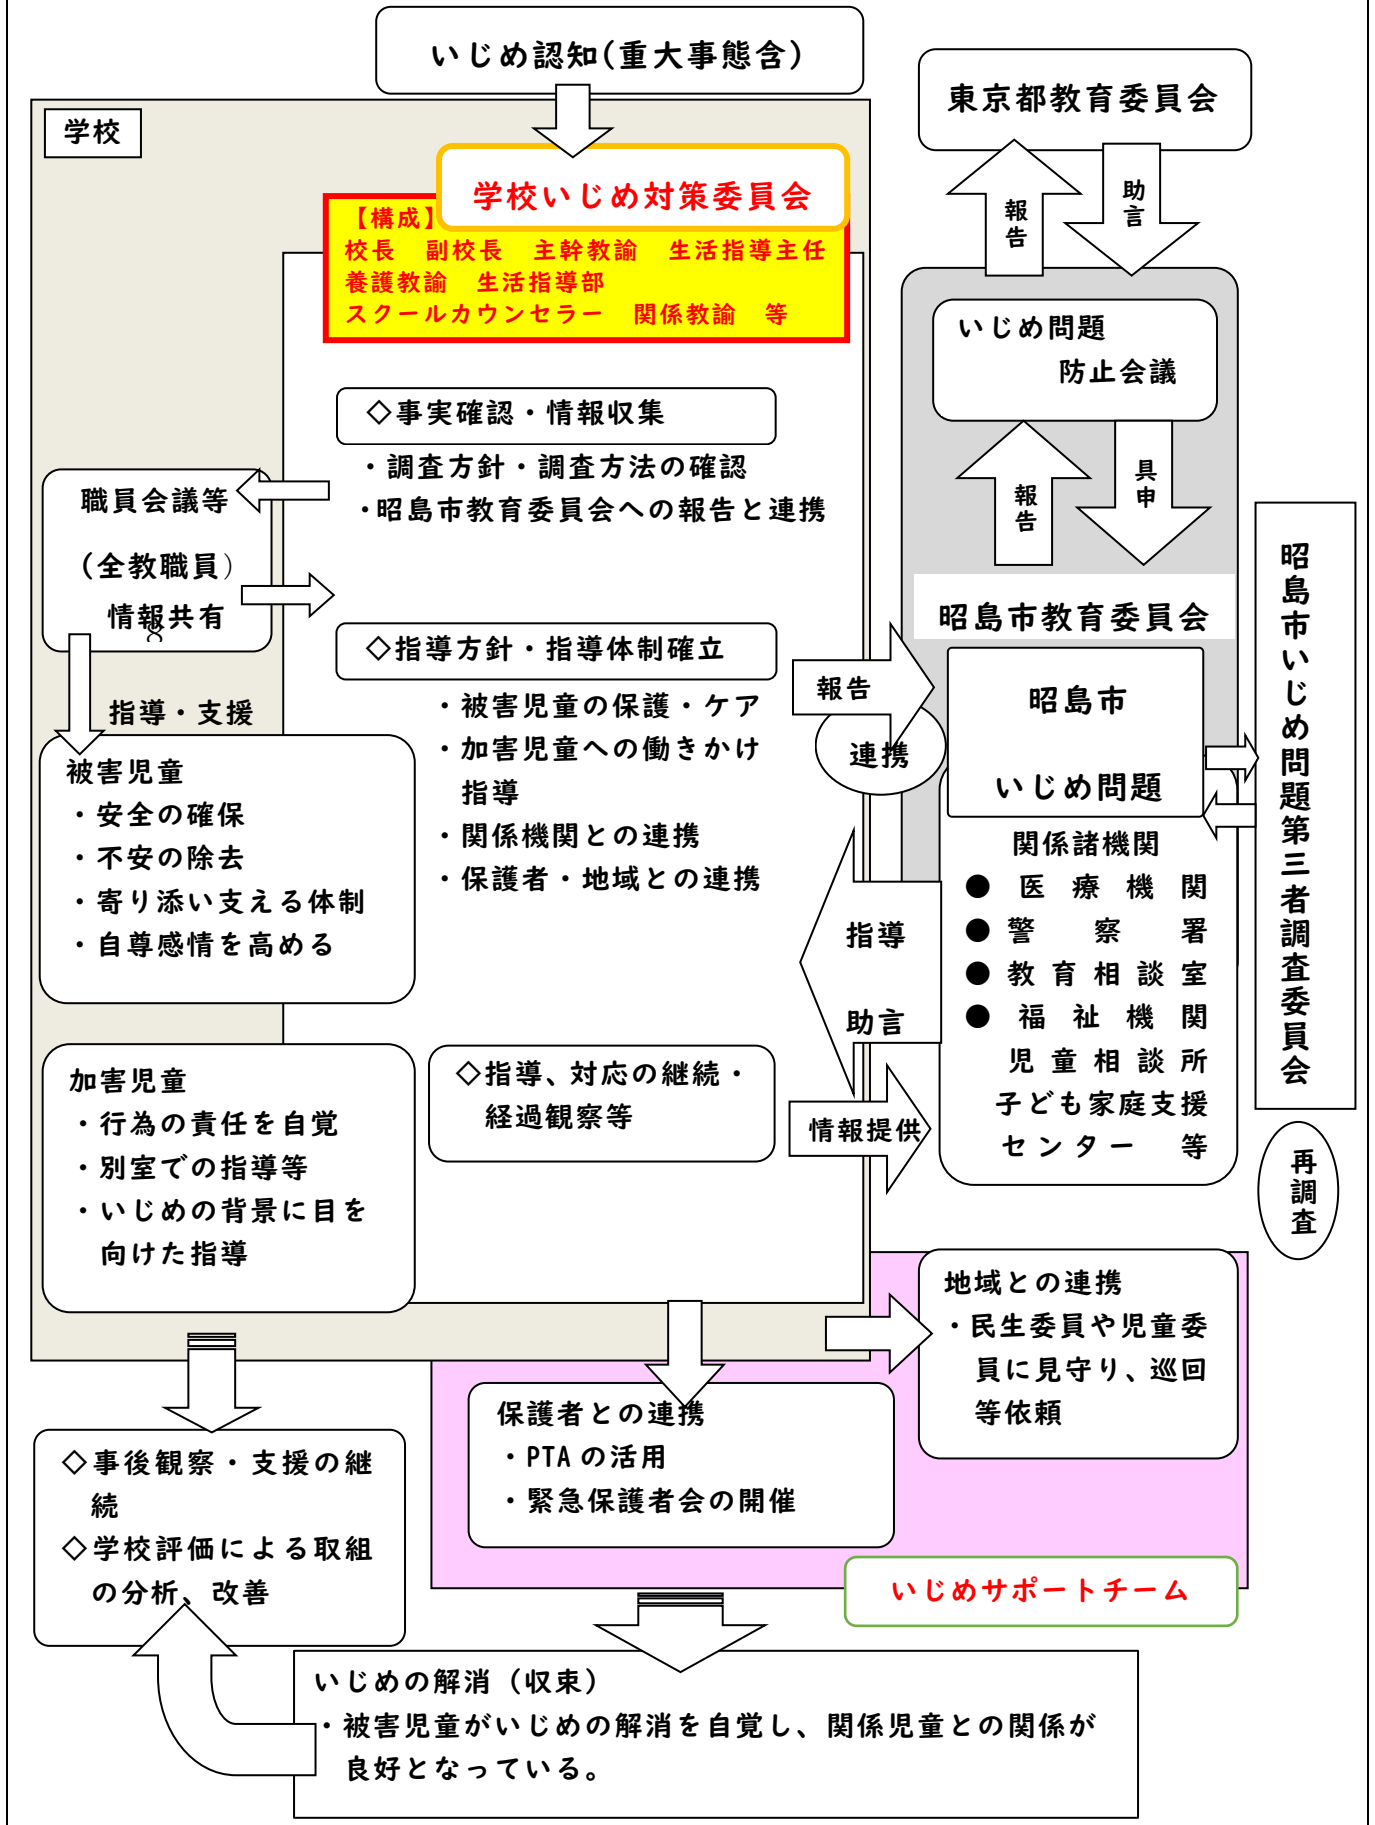 いじめ認知(重大事態含)
学校
学校いじめ対策委員会
【構成】
校長　副校長　主幹教諭　生活指導主任
養護教諭　生活指導部
スクールカウンセラー　関係教諭　等
◇事実確認・情報収集
・調査方針・調査方法の確認
・昭島市教育委員会への報告と連携
職員会議等
（全教職員）
情報共有
◇指導方針・指導体制確立
・被害児童の保護・ケア
・加害児童への働きかけ
指導
・関係機関との連携
・保護者・地域との連携
指導・支援
被害児童
・安全の確保
・不安の除去
・寄り添い支える体制
・自尊感情を高める
加害児童
・行為の責任を自覚
・別室での指導等
・いじめの背景に目を
向けた指導
◇指導、対応の継続・
経過観察等
東京都教育委員会
報告
助言
いじめ問題
防止会議
報告
具申
昭島市教育委員会
昭島市
いじめ問題
報告
連携
指導
助言
情報提供
関係諸機関
● 医療機関
● 警察署
● 教育相談室
● 福祉機関
児童相談所
子ども家庭支援
センター　等
昭島市いじめ問題第三者調査委員会
再調査
地域との連携
・民生委員や児童委
員に見守り、巡回
等依頼
保護者との連携
・PTAの活用
・緊急保護者会の開催
いじめサポートチーム
◇事後観察・支援の継
続
◇学校評価による取組
の分析、改善
いじめの解消（収束）
・被害児童がいじめの解消を自覚し、関係児童との関係が
良好となっている。